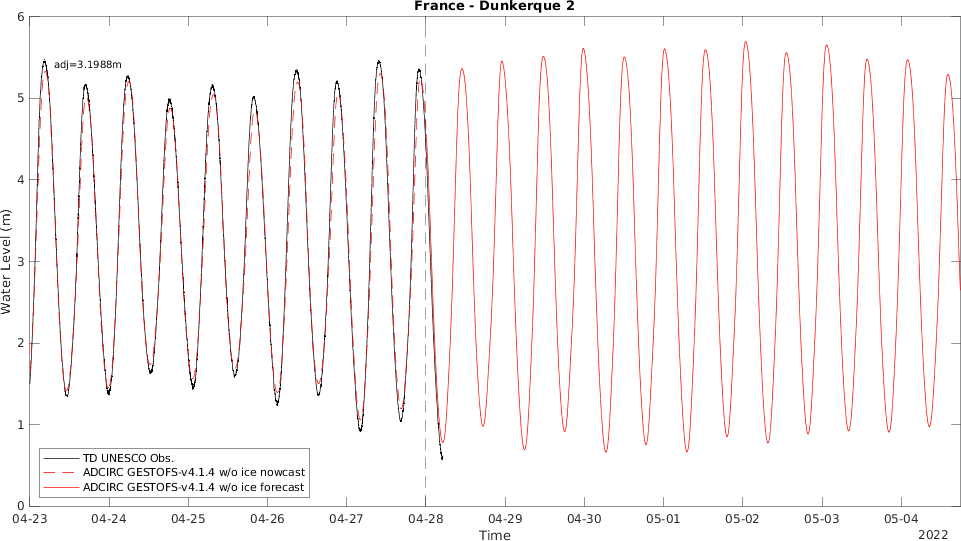 France - Dunkerque 2
6
adj=3.1988m
5
4
Water Level (m)
3
2
1
TD UNESCO Obs.
ADCIRC GESTOFS-v4.1.4 w/o ice nowcast
ADCIRC GESTOFS-v4.1.4 w/o ice forecast
0
04-23 04-24 04-25 04-26 04-27 04-28 04-29 04-30 05-01 05-02 05-03 05-04
Time
2022